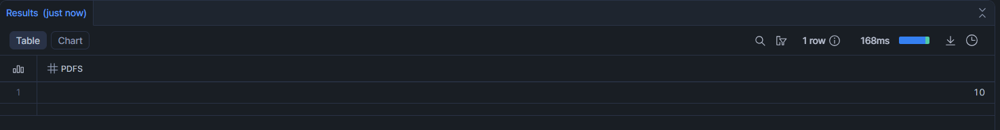 Results (just now)
Table Chart 1 row 168ms
PDFS
1 10